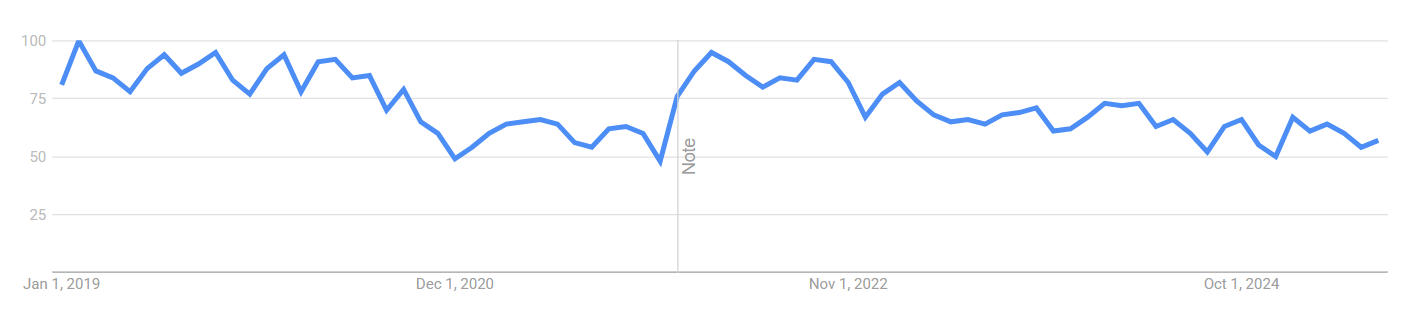 100
75
50
25
Note
Jan 1, 2019
Dec 1, 2020
Nov 1, 2022
Oct 1, 2024